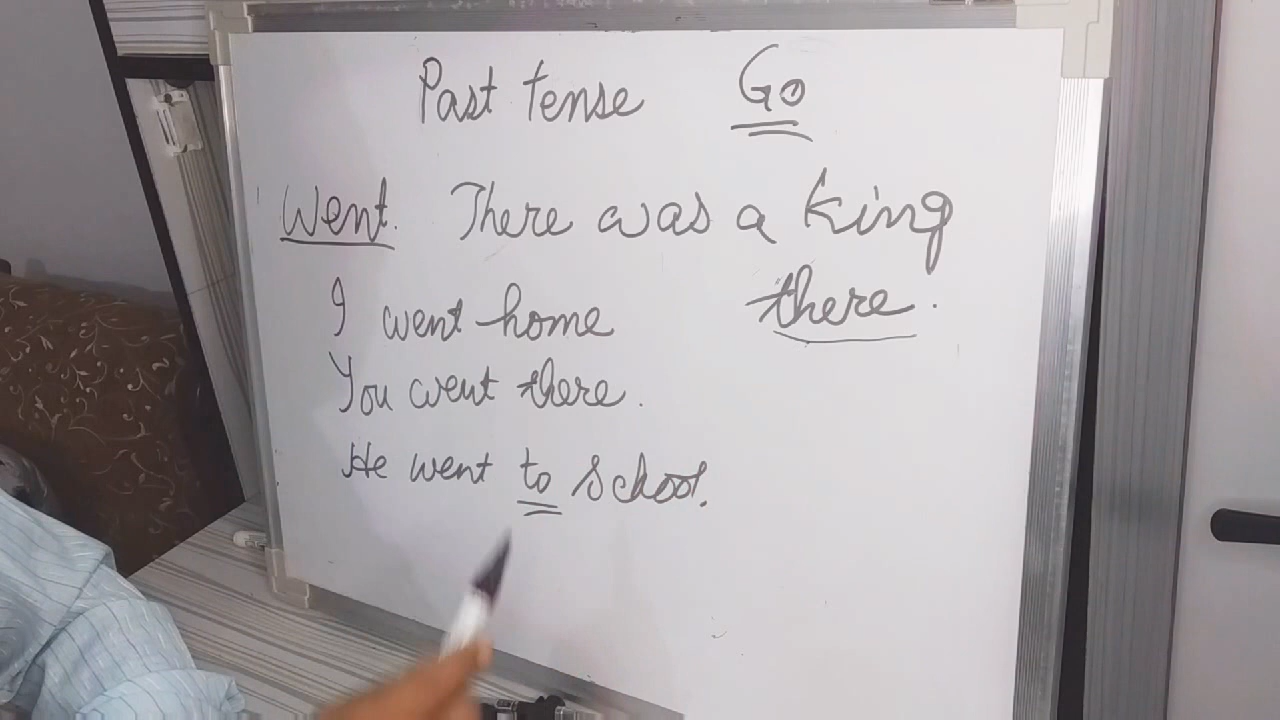 Past tense Go
Went. There was a king
there.
I went home
You went there.
He went to school.